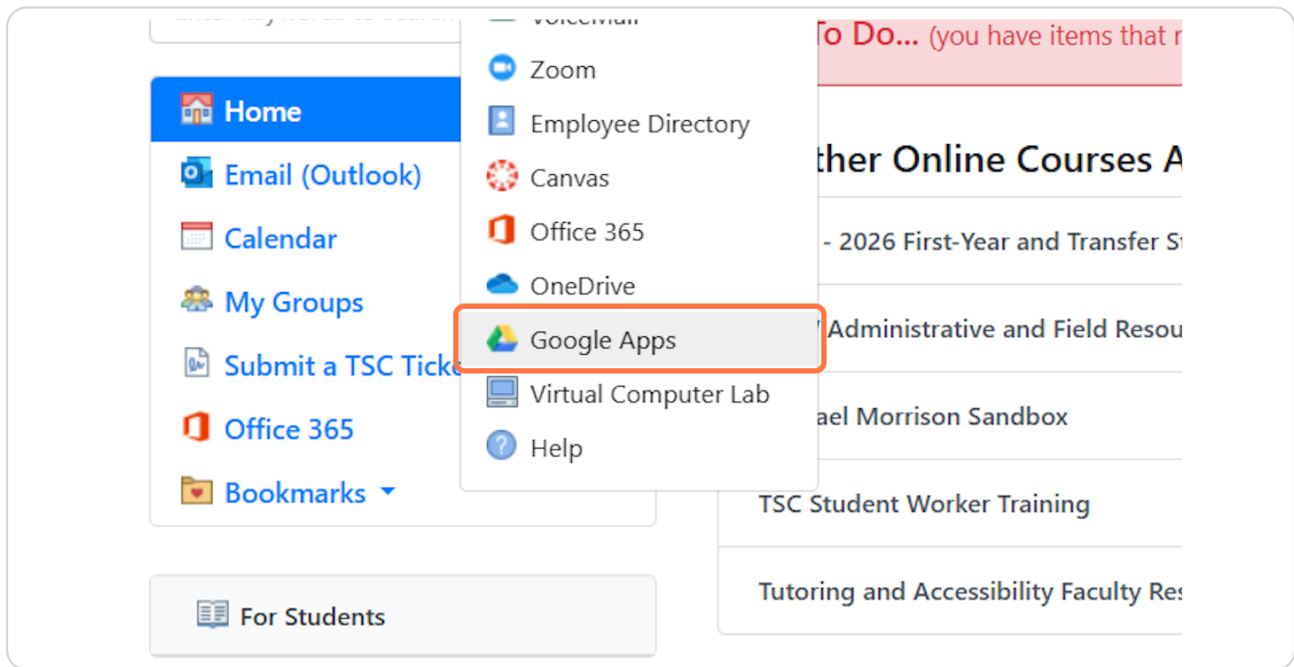 VoiceMail
To Do... (you have items that r
Zoom
Home
Employee Directory
ther Online Courses A
Email (Outlook)
Canvas
Office 365
- 2026 First-Year and Transfer St
Calendar
OneDrive
My Groups
Google Apps
Administrative and Field Resou
Submit a TSC Ticke
Virtual Computer Lab
ael Morrison Sandbox
Office 365
Help
Bookmarks
TSC Student Worker Training
Tutoring and Accessibility Faculty Res
For Students